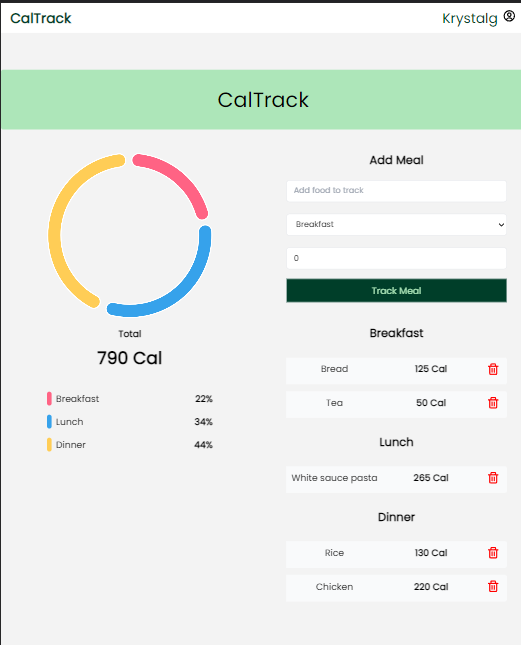 CalTrack
Krystalg
CalTrack
Total
790 Cal
Breakfast 22%
Lunch 34%
Dinner 44%
Add Meal
Add food to track
Breakfast
0
Track Meal
Breakfast
Bread 125 Cal
Tea 50 Cal
Lunch
White sauce pasta 265 Cal
Dinner
Rice 130 Cal
Chicken 220 Cal